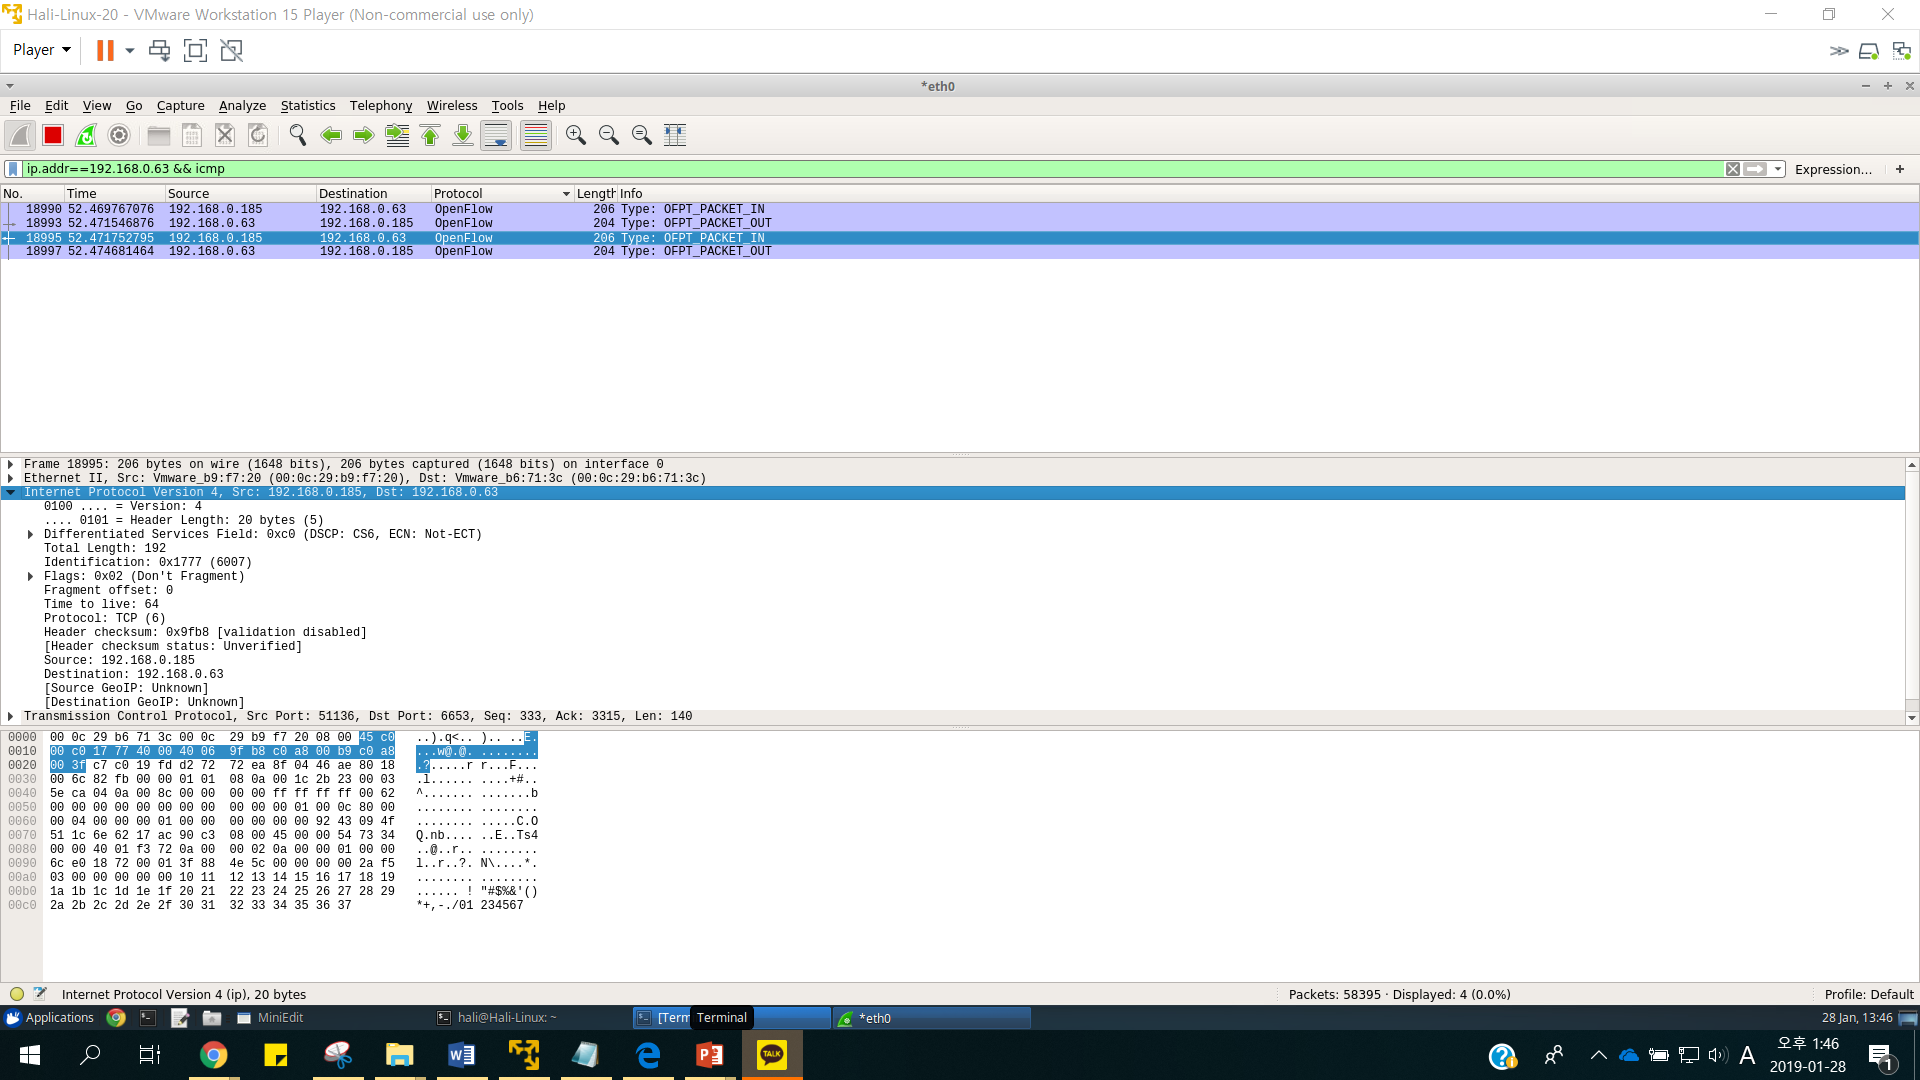 Hali-Linux-20 - VMware Workstation 15 Player (Non-commercial use only)
Player
*eth0
File Edit View Go Capture Analyze Statistics Telephony Wireless Tools Help
ip.addr==192.168.0.63 && icmp
Expression... +
No. Time Source Destination Protocol Length Info
18990 52.469767076 192.168.0.185 192.168.0.63 OpenFlow 206 Type: OFPT_PACKET_IN
18993 52.471546876 192.168.0.63 192.168.0.185 OpenFlow 204 Type: OFPT_PACKET_OUT
18995 52.471752795 192.168.0.185 192.168.0.63 OpenFlow 206 Type: OFPT_PACKET_IN
18997 52.474681464 192.168.0.63 192.168.0.185 OpenFlow 204 Type: OFPT_PACKET_OUT
Frame 18995: 206 bytes on wire (1648 bits), 206 bytes captured (1648 bits) on interface 0
Ethernet II, Src: Vmware_b9:f7:20 (00:0c:29:b9:f7:20), Dst: Vmware_b6:71:3c (00:0c:29:b6:71:3c)
Internet Protocol Version 4, Src: 192.168.0.185, Dst: 192.168.0.63
0100 .... = Version: 4
.... 0101 = Header Length: 20 bytes (5)
Differentiated Services Field: 0xc0 (DSCP: CS6, ECN: Not-ECT)
Total Length: 192
Identification: 0x1777 (6007)
Flags: 0x02 (Don't Fragment)
Fragment offset: 0
Time to live: 64
Protocol: TCP (6)
Header checksum: 0x9fb8 [validation disabled]
[Header checksum status: Unverified]
Source: 192.168.0.185
Destination: 192.168.0.63
[Source GeoIP: Unknown]
[Destination GeoIP: Unknown]
Transmission Control Protocol, Src Port: 51136, Dst Port: 6653, Seq: 333, Ack: 3315, Len: 140
0000 00 0c 29 b6 71 3c 00 0c 29 b9 f7 20 08 00 45 c0 ..).q<.. ).. ..E.
0010 00 c0 17 77 40 00 40 06 9f b8 c0 a8 00 b9 c0 a8 ...w@.@. ........
0020 00 3f c7 c0 19 fd d2 72 72 ea 8f 04 46 ae 80 18 .?.....r r...F...
0030 00 6c 82 fb 00 00 01 01 08 0a 00 1c 2b 23 00 03 .l...... ....+#..
0040 5e ca 04 0a 00 8c 00 00 00 00 ff ff ff ff 00 62 ^....... .......b
0050 00 00 00 00 00 00 00 00 00 00 01 00 0c 80 00 ........ ........
0060 00 04 00 00 00 01 00 00 00 00 00 00 92 43 09 4f ........ .....C.O
0070 51 1c 6e 62 17 ac 90 c3 08 00 45 00 00 54 73 34 Q.nb.... ..E..Ts4
0080 00 00 40 01 f3 72 0a 00 00 02 0a 00 00 01 00 00 ..@..r.. ........
0090 6c e0 18 72 00 01 3f 88 4e 5c 00 00 00 00 2a f5 l..r..?. N\....*.
00a0 03 00 00 00 00 00 10 11 12 13 14 15 16 17 18 19 ........ ........
00b0 1a 1b 1c 1d 1e 1f 20 21 22 23 24 25 26 27 28 29 ...... ! "#$%&'()
00c0 2a 2b 2c 2d 2e 2f 30 31 32 33 34 35 36 37 *+,-./01 234567
Internet Protocol Version 4 (ip), 20 bytes
Packets: 58395 · Displayed: 4 (0.0%)
Profile: Default
Applications
MiniEdit
hali@Hali-Linux: ~
[Term
Terminal
*eth0
28 Jan, 13:46
TALK
A
오후 1:46
2019-01-28
1